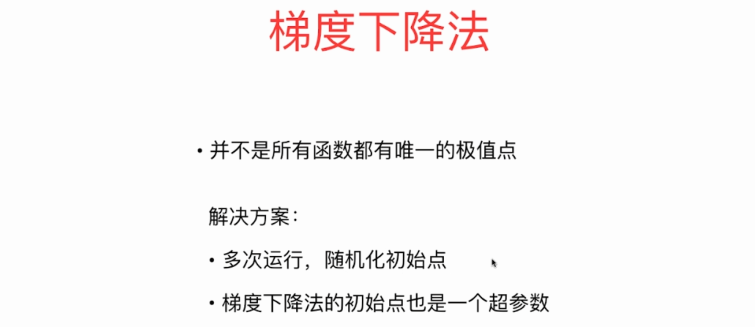 梯度下降法
• 并不是所有函数都有唯一的极值点
解决方案：
• 多次运行，随机化初始点
• 梯度下降法的初始点也是一个超参数